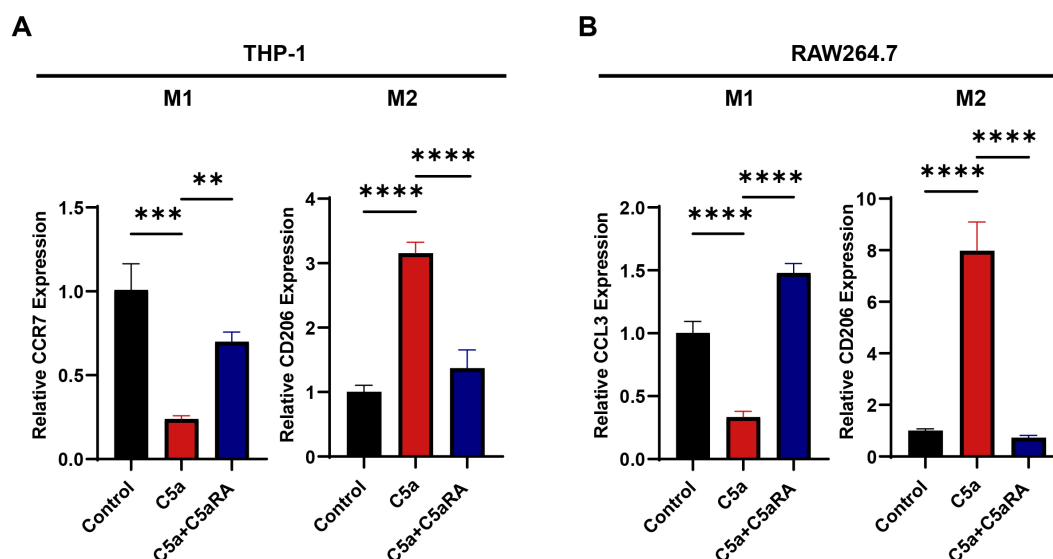 A
B
THP-1
RAW264.7
M1
M2
M1
M2
Relative CCR7 Expression
1.5
1.0
0.5
0.0
***
**
Control
C5a
C5a+C5aRA
Relative CD206 Expression
4
3
2
1
0
****
****
Control
C5a
C5a+C5aRA
Relative CCL3 Expression
2.0
1.5
1.0
0.5
0.0
****
****
Control
C5a
C5a+C5aRA
Relative CD206 Expression
10
8
6
4
2
0
****
****
Control
C5a
C5a+C5aRA